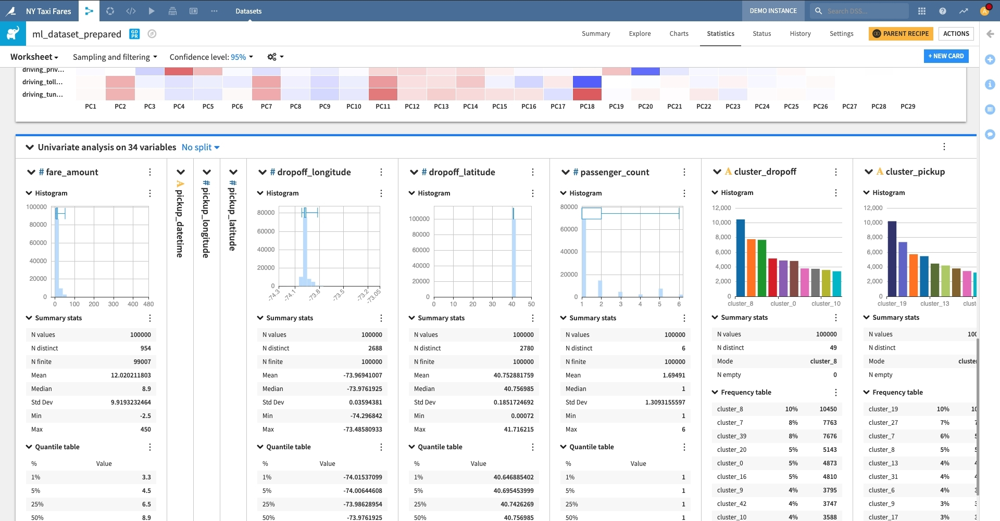 NY Taxi Fares
Datasets
DEMO INSTANCE
Search DSS...
A
ml_dataset_prepared
GD
PR
Summary
Explore
Charts
Statistics
Status
History
Settings
PARENT RECIPE
ACTIONS
Worksheet
Sampling and filtering
Confidence level: 95%
+ NEW CARD
driving_priv...
driving_toll...
driving_tun...
PC1 PC2 PC3 PC4 PC5 PC6 PC7 PC8 PC9 PC10 PC11 PC12 PC13 PC14 PC15 PC16 PC17 PC18 PC19 PC20 PC21 PC22 PC23 PC24 PC25 PC26 PC27 PC28 PC29
Univariate analysis on 34 variables No split
# fare_amount
Histogram
100000
80000
60000
40000
20000
0
0 100 200 300 400 480
Summary stats
N values 100000
N distinct 954
N finite 99007
Mean 12.020211803
Median 8.9
Std Dev 9.9193232464
Min -2.5
Max 450
Quantile table
% Value
1% 3.3
5% 4.5
25% 6.5
50% 8.9
A pickup_datetime
# pickup_longitude
# pickup_latitude
# dropoff_longitude
Histogram
80000
60000
40000
20000
0
-74.3 -74.1 -73.8 -73.5 -73.2 -73.05
Summary stats
N values 100000
N distinct 2688
N finite 100000
Mean -73.96941007
Median -73.9761925
Std Dev 0.03594381
Min -74.296842
Max -73.48580933
Quantile table
% Value
1% -74.01537099
5% -74.00644608
25% -73.98628954
50% -73.9761925
# dropoff_latitude
Histogram
100000
80000
60000
40000
20000
0
0 10 20 30 40 50
Summary stats
N values 100000
N distinct 2780
N finite 100000
Mean 40.752881759
Median 40.756985
Std Dev 0.1851724692
Min 0.00072
Max 41.716215
Quantile table
% Value
1% 40.646885402
5% 40.695453999
25% 40.7426269
50% 40.756985
# passenger_count
Histogram
80000
60000
40000
20000
0
1 2 3 4 5 6
Summary stats
N values 100000
N distinct 6
N finite 100000
Mean 1.69491
Median 1
Std Dev 1.3093155597
Min 1
Max 6
Quantile table
% Value
1% 1
5% 1
25% 1
50% 1
A cluster_dropoff
Histogram
12,000
10,000
8,000
6,000
4,000
2,000
0
cluster_8 cluster_0 cluster_10
Summary stats
N values 100000
N distinct 49
Mode cluster_8
N empty 0
Frequency table
cluster_8 10% 10450
cluster_7 8% 7763
cluster_39 8% 7676
cluster_20 5% 5143
cluster_0 5% 4873
cluster_16 5% 4810
cluster_9 4% 3795
cluster_42 4% 3747
cluster_10 4% 3588
A cluster_pickup
Histogram
12,000
10,000
8,000
6,000
4,000
2,000
0
cluster_19 cluster_13 clust
Summary stats
N values 100
N distinct
Mode cluster
N empty
Frequency table
cluster_19 10% 10
cluster_27 7%
cluster_7 6%
cluster_8 5%
cluster_13 4%
cluster_31 4%
cluster_6 4%
cluster_9 3%
cluster_17 3%